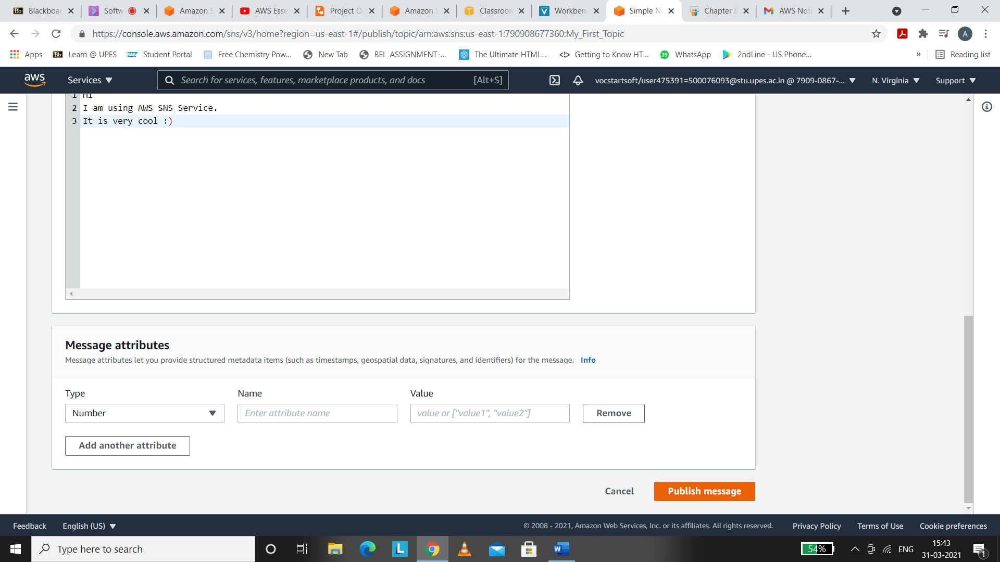 Blackboar
Softw
Amazon S
AWS Esse
Project O
Amazon S
Classroom
Workben
Simple N
Chapter 8
AWS Noti
https://console.aws.amazon.com/sns/v3/home?region=us-east-1#/publish/topic/arn:aws:sns:us-east-1:790908677360:My_First_Topic
A
Apps
Bb Learn @ UPES
SAP Student Portal
Free Chemistry Pow...
New Tab
BEL_ASSIGNMENT-...
The Ultimate HTML...
Getting to Know HT...
39 WhatsApp
2ndLine - US Phone...
»
Reading list
aws
Services
Search for services, features, marketplace products, and docs
[Alt+S]
vocstartsoft/user475391=500076093@stu.upes.ac.in @ 7909-0867-...
N. Virginia
Support
1 Hi
2 I am using AWS SNS Service.
3 It is very cool :)
Message attributes
Message attributes let you provide structured metadata items (such as timestamps, geospatial data, signatures, and identifiers) for the message. Info
Type
Name
Value
Number
Enter attribute name
value or ["value1", "value2"]
Remove
Add another attribute
Cancel
Publish message
Feedback
English (US)
© 2008 - 2021, Amazon Web Services, Inc. or its affiliates. All rights reserved.
Privacy Policy
Terms of Use
Cookie preferences
Type here to search
L
W
54%
ENG
15:43
31-03-2021
1